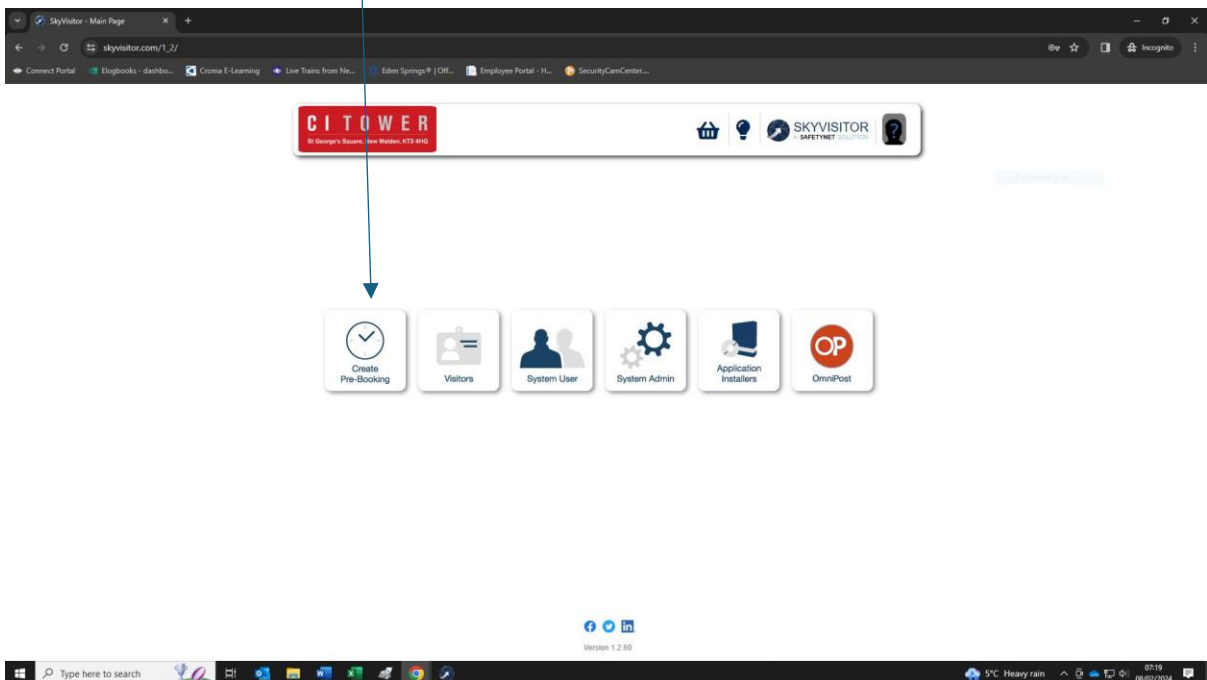 SkyVisitor - Main Page
skyvisitor.com/1_2/
Incognito
Connect Portal
Elogbooks - dashbo...
Croma E-Learning
Live Trains from Ne...
Eden Springs® | Off...
Employee Portal - H...
SecurityCamCenter....
CI TOWER
St George's Square, New Malden, KT3 4HG
SKYVISITOR
A SAFETYNET SOLUTION
Create
Pre-Booking
Visitors
System User
System Admin
Application
Installers
OP
OmniPost
Version 1.2.60
Type here to search
5°C Heavy rain
07:19
08/02/2024